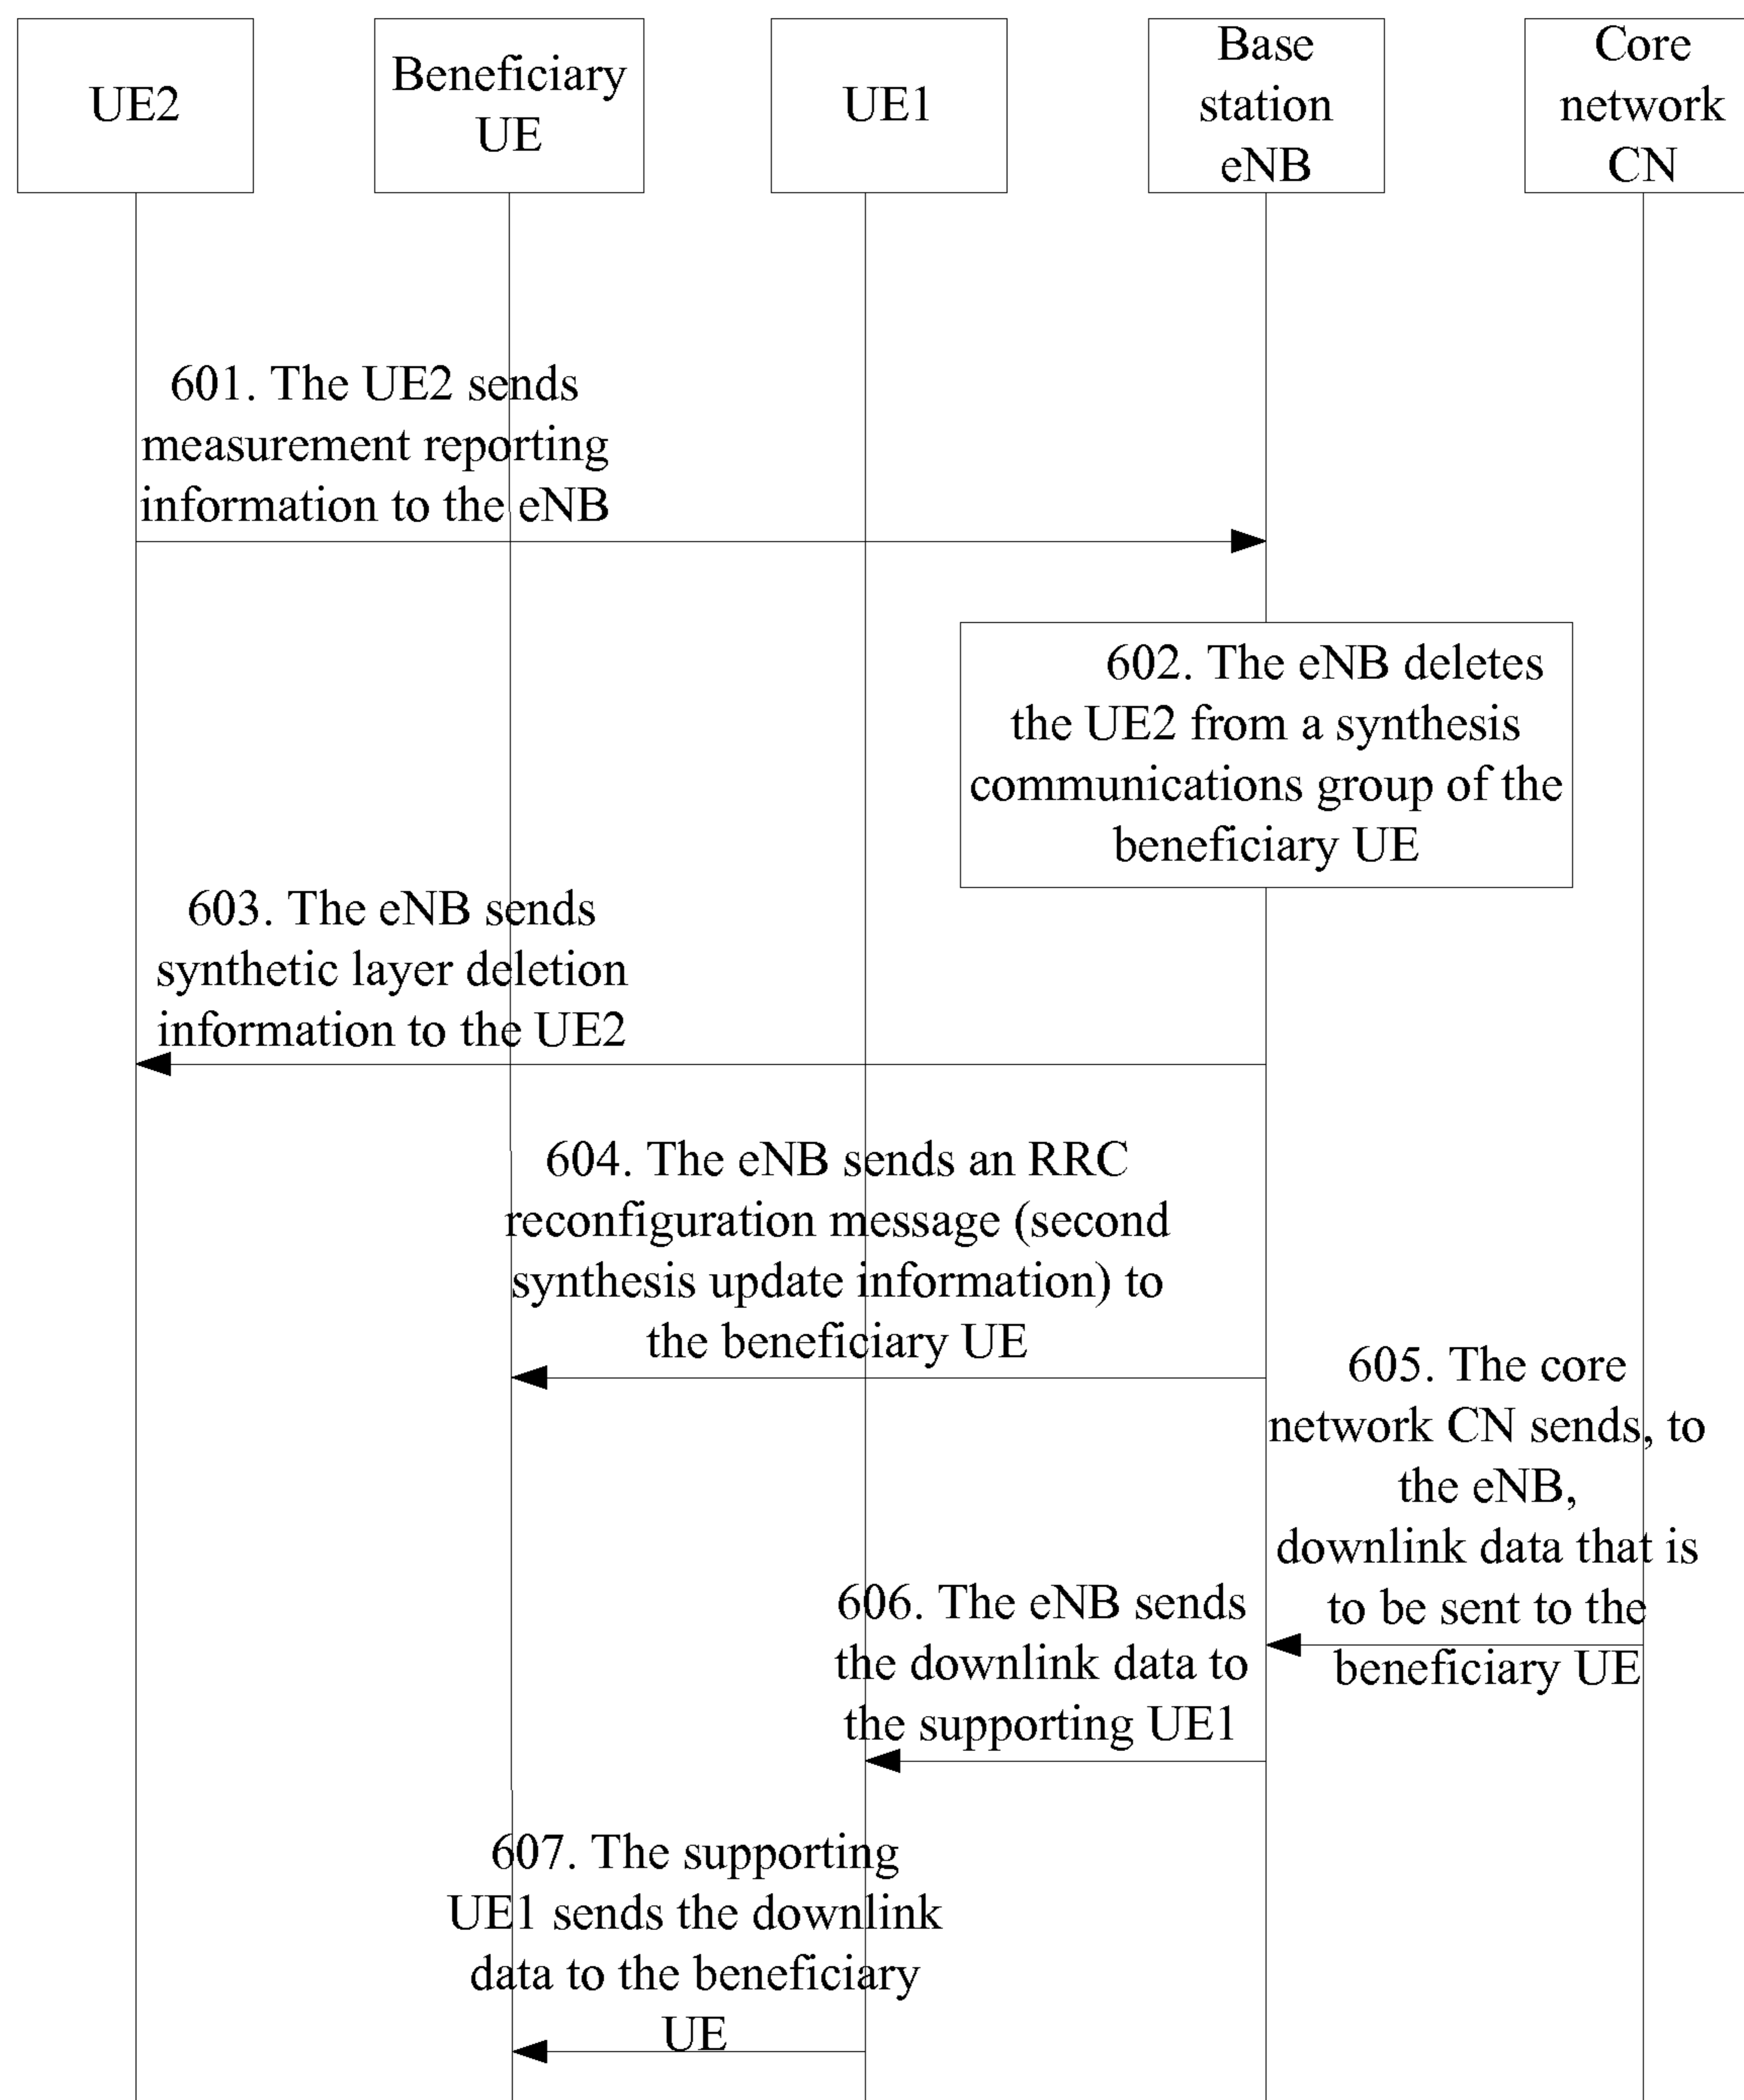 UE2
Beneficiary
UE
UE1
Base
station
eNB
Core
network
CN
601. The UE2 sends
measurement reporting
information to the eNB
602. The eNB deletes
the UE2 from a synthesis
communications group of the
beneficiary UE
603. The eNB sends
synthetic layer deletion
information to the UE2
604. The eNB sends an RRC
reconfiguration message (second
synthesis update information) to
the beneficiary UE
605. The core
network CN sends, to
the eNB,
downlink data that is
to be sent to the
beneficiary UE
606. The eNB sends
the downlink data to
the supporting UE1
607. The supporting
UE1 sends the downlink
data to the beneficiary
UE